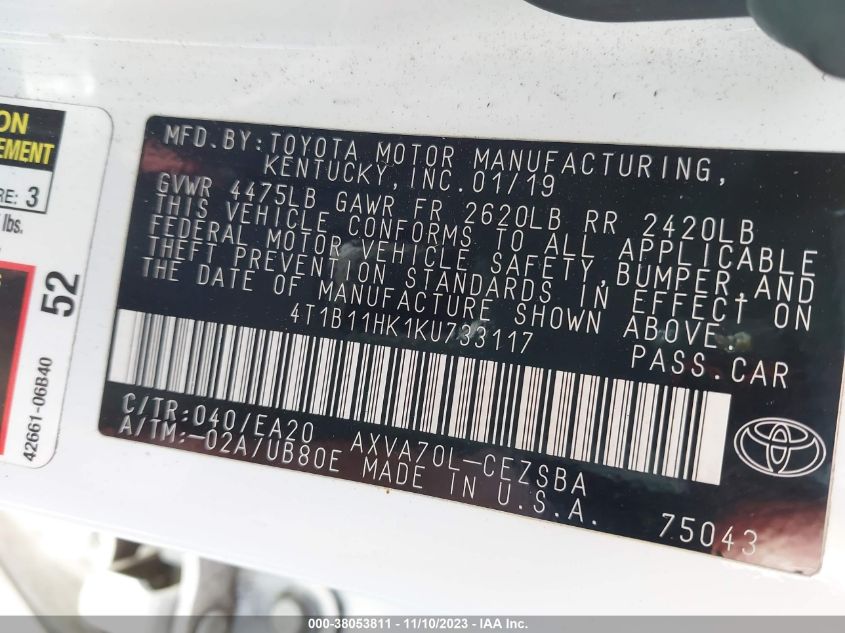 ON
EMENT
RE: 3
lbs.
52
42661-06B40
MFD. BY: TOYOTA MOTOR MANUFACTURING,
KENTUCKY, INC. 01/19
GVWR 4475LB GAWR FR 2620LB RR 2420LB
THIS VEHICLE CONFORMS TO ALL APPLICABLE
FEDERAL MOTOR VEHICLE SAFETY, BUMPER, AND
THEFT PREVENTION STANDARDS IN EFFECT ON
THE DATE OF MANUFACTURE SHOWN ABOVE.
4T1B11HK1KU733117
PASS.CAR
C/TR:040/EA20 AXVA70L-CEZSBA
A/TM:-02A/UB80E MADE IN U.S.A.
75043
000-38053811 - 11/10/2023 - IAA Inc.